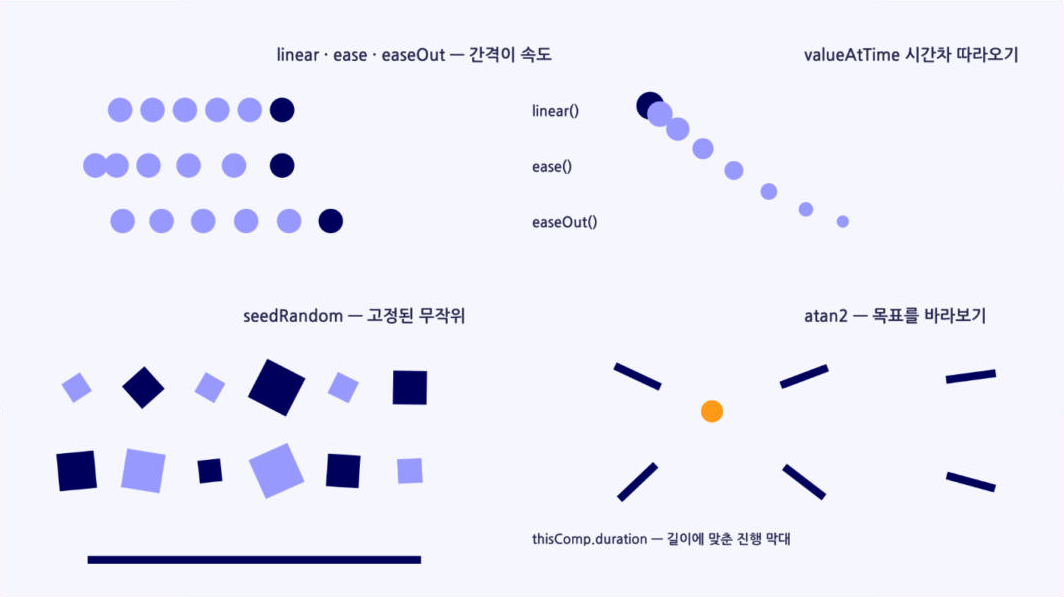 linear · ease · easeOut — 간격이 속도
valueAtTime 시간차 따라오기
linear()
ease()
easeOut()
seedRandom — 고정된 무작위
atan2 — 목표를 바라보기
thisComp.duration — 길이에 맞춘 진행 막대